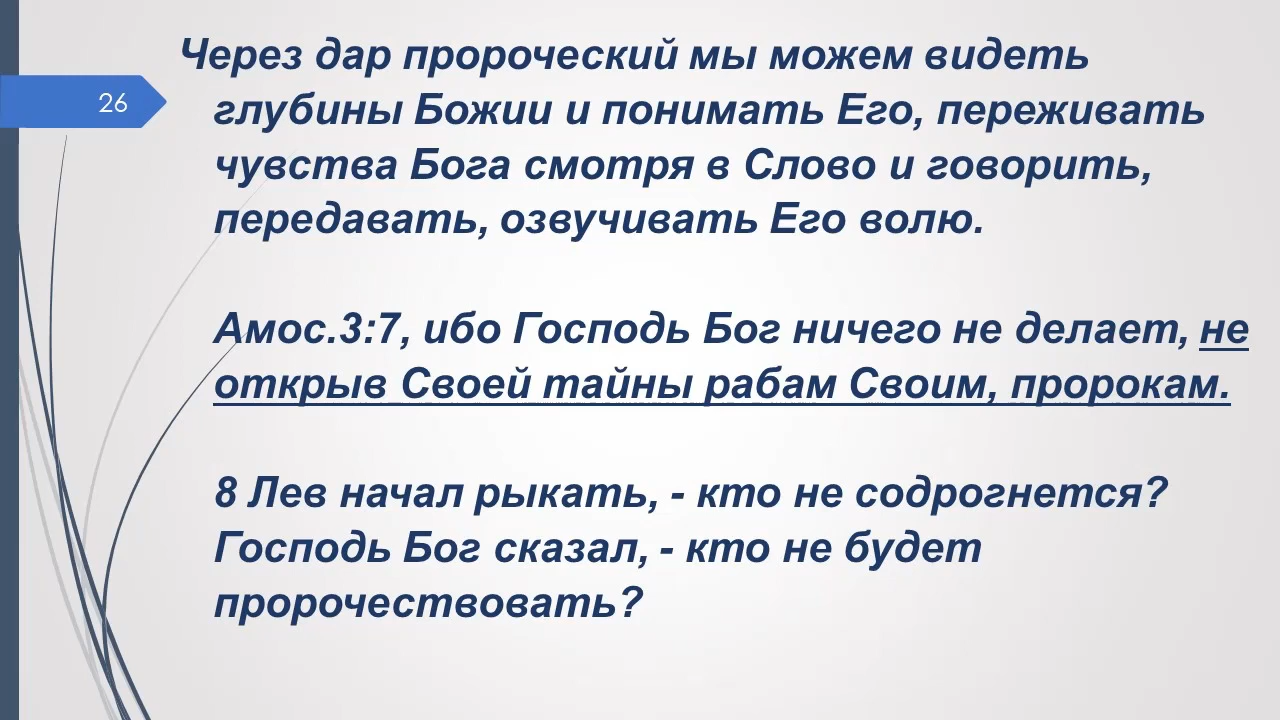 Через дар пророческий мы можем видеть
26
глубины Божии и понимать Его, переживать
чувства Бога смотря в Слово и говорить,
передавать, озвучивать Его волю.
Амос.3:7, ибо Господь Бог ничего не делает, не
открыв Своей тайны рабам Своим, пророкам.
8 Лев начал рыкать, - кто не содрогнется?
Господь Бог сказал, - кто не будет
пророчествовать?